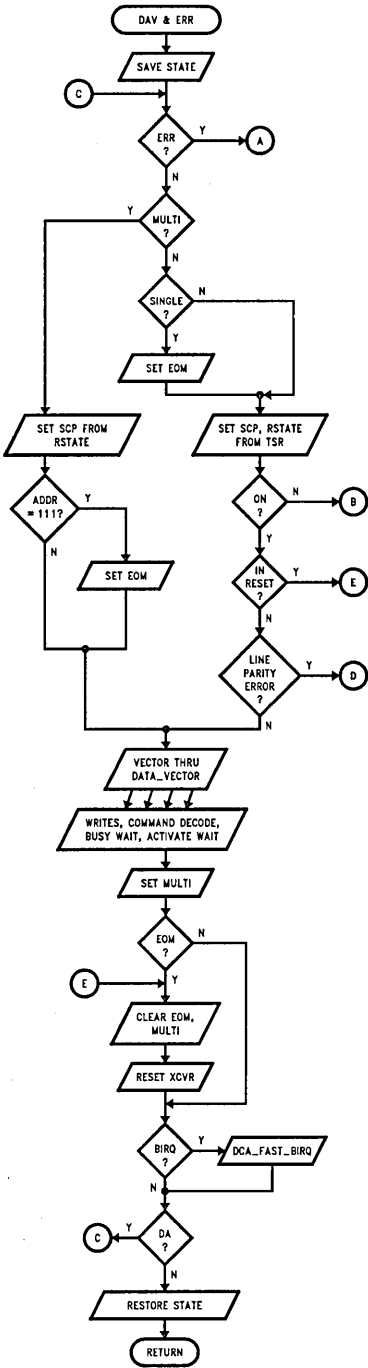 DAV & ERR
SAVE STATE
C
ERR
?
Y
A
N
Y
MULTI
?
N
SINGLE
?
N
Y
SET EOM
SET SCP FROM
RSTATE
SET SCP, RSTATE
FROM TSR
ADDR
= 111?
Y
N
SET EOM
ON
?
N
B
Y
IN
RESET
?
Y
E
N
LINE
PARITY
ERROR
?
Y
D
N
VECTOR THRU
DATA_VECTOR
WRITES, COMMAND DECODE,
BUSY WAIT, ACTIVATE WAIT
SET MULTI
EOM
?
N
Y
E
CLEAR EOM,
MULTI
RESET XCVR
BIRQ
?
Y
DCA_FAST_BIRQ
N
DA
?
Y
C
N
RESTORE STATE
RETURN